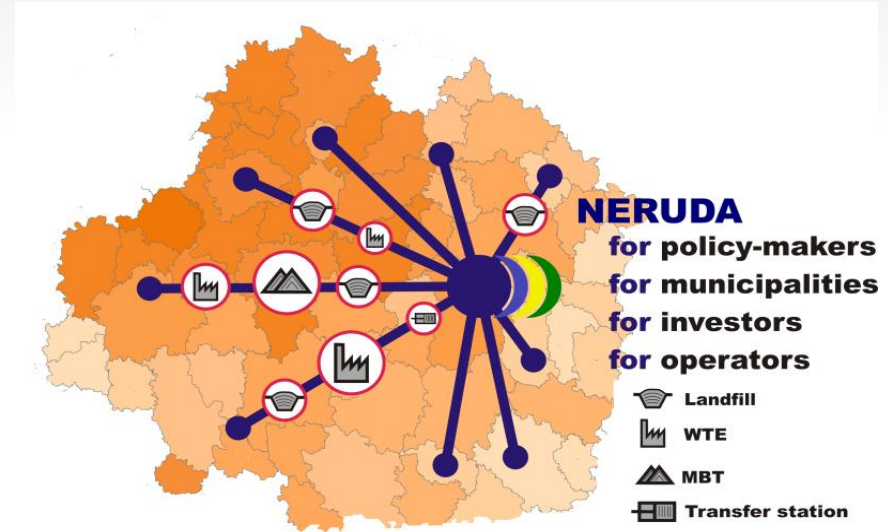 NERUDA
for policy-makers
for municipalities
for investors
for operators
Landfill
WTE
MBT
Transfer station